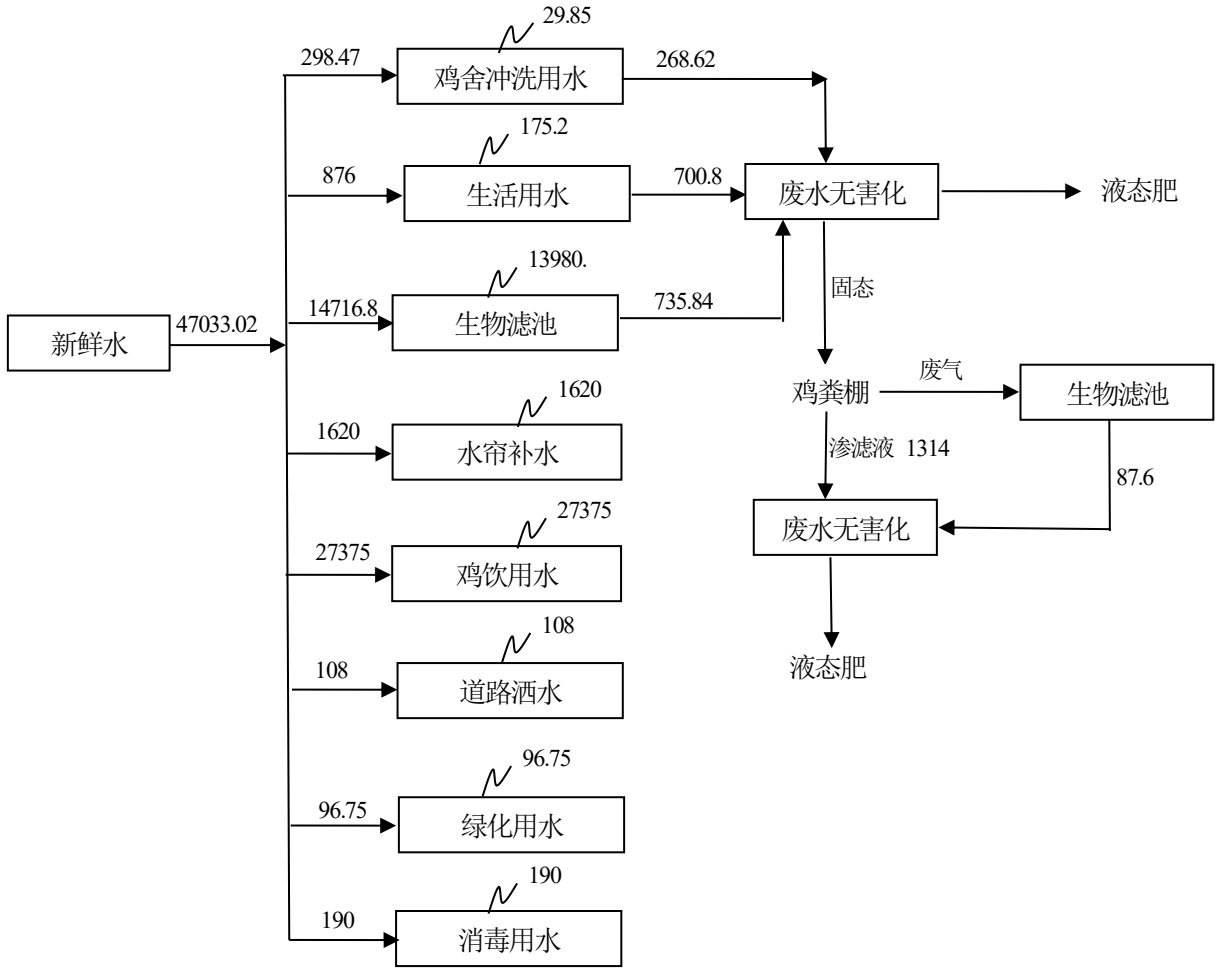 29.85
298.47
鸡舍冲洗用水
268.62
175.2
876
生活用水
700.8
废水无害化
液态肥
13980.
14716.8
生物滤池
735.84
固态
新鲜水
47033.02
1620
1620
水帘补水
鸡粪棚
废气
生物滤池
渗滤液 1314
87.6
27375
27375
鸡饮用水
废水无害化
108
108
道路洒水
液态肥
96.75
96.75
绿化用水
190
190
消毒用水